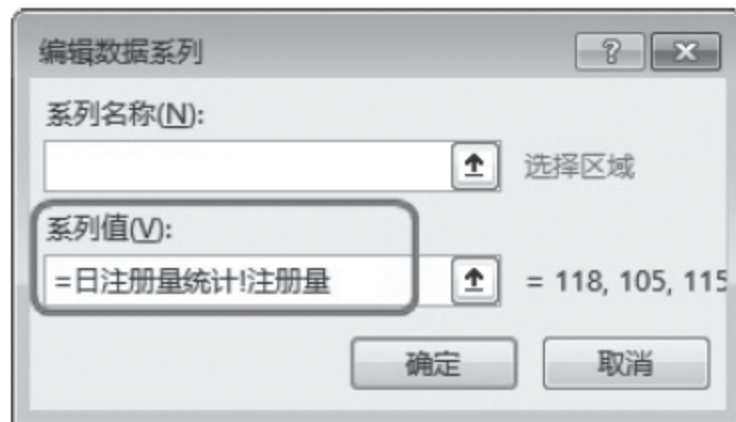 编辑数据系列
系列名称(N):
选择区域
系列值(V):
=日注册量统计!注册量
= 118, 105, 115
确定
取消